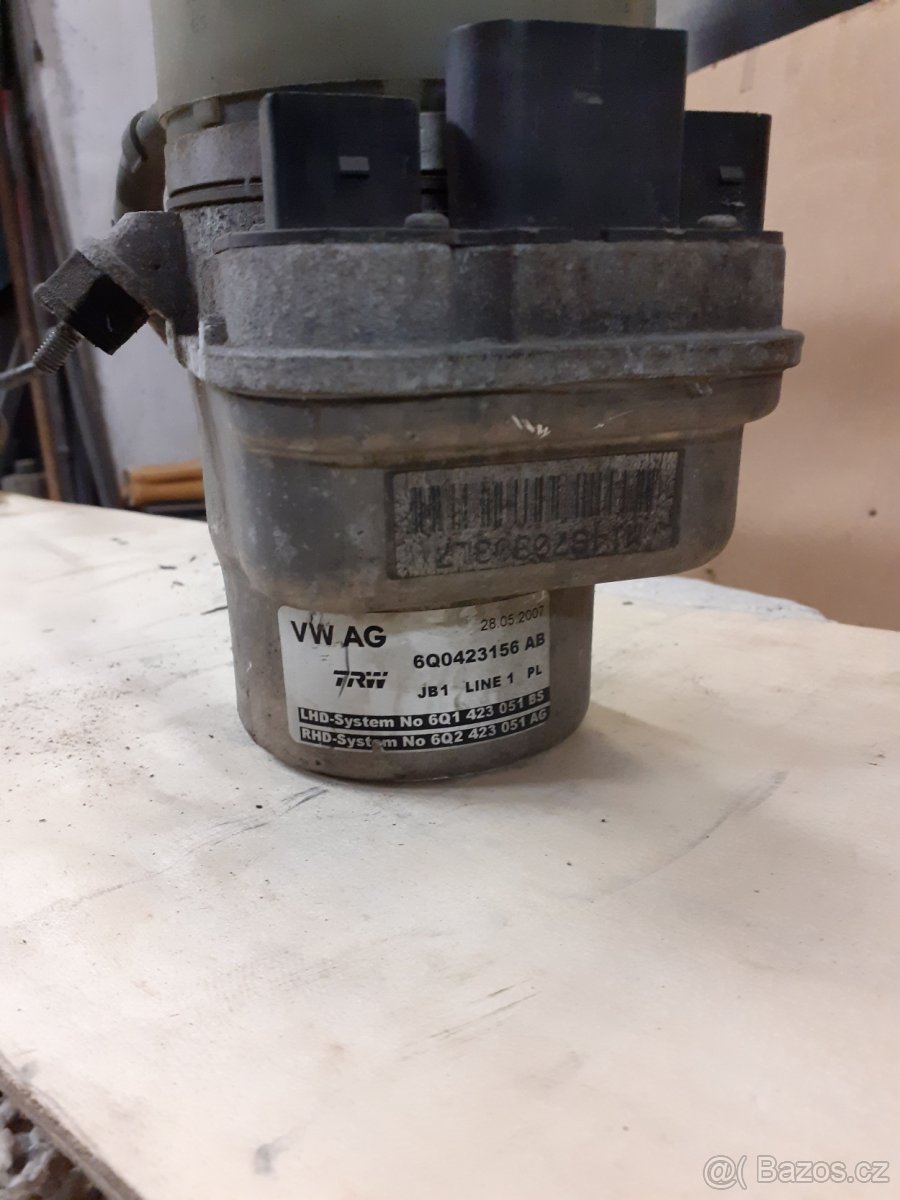 VW AG
28.05.2007
6Q0423156 AB
TRW
JB1 LINE 1 PL
LHD-System No 6Q1 423 051 BS
RHD-System No 6Q2 423 051 AG
@( Bazos.cz